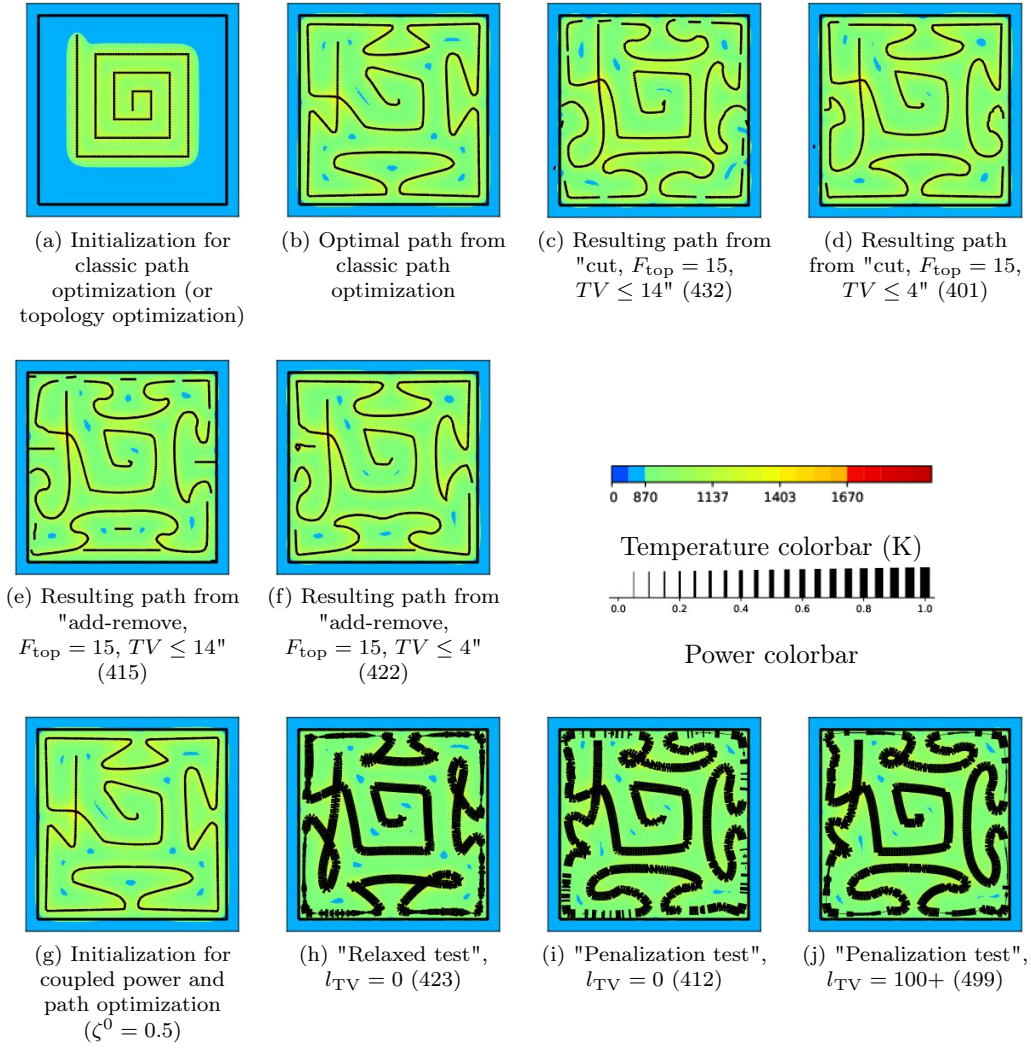 (a) Initialization for
classic path
optimization (or
topology optimization)
(b) Optimal path from
classic path
optimization
(c) Resulting path from
"cut, F_top = 15,
TV ≤ 14" (432)
(d) Resulting path
from "cut, F_top = 15,
TV ≤ 4" (401)
(e) Resulting path from
"add-remove,
F_top = 15, TV ≤ 14"
(415)
(f) Resulting path from
"add-remove,
F_top = 15, TV ≤ 4"
(422)
0 870 1137 1403 1670
Temperature colorbar (K)
0.0 0.2 0.4 0.6 0.8 1.0
Power colorbar
(g) Initialization for
coupled power and
path optimization
(ζ⁰ = 0.5)
(h) "Relaxed test",
l_TV = 0 (423)
(i) "Penalization test",
l_TV = 0 (412)
(j) "Penalization test",
l_TV = 100+ (499)